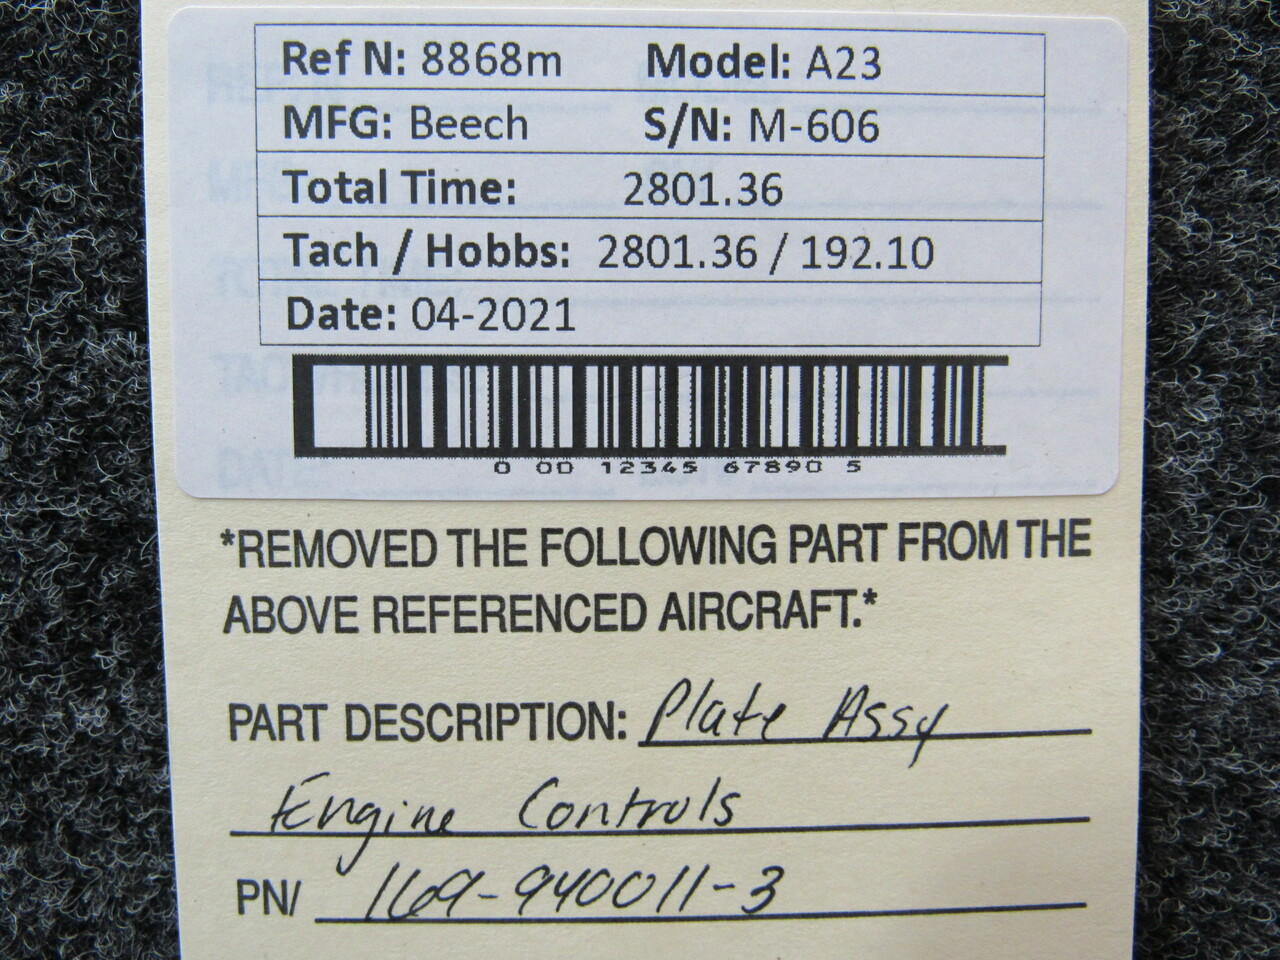 Ref N: 8868m Model: A23
MFG: Beech S/N: M-606
Total Time: 2801.36
Tach / Hobbs: 2801.36 / 192.10
Date: 04-2021
0 00 12345 67890 5
*REMOVED THE FOLLOWING PART FROM THE
ABOVE REFERENCED AIRCRAFT.*
PART DESCRIPTION: Plate Assy
Engine Controls
PN/ 169-940011-3